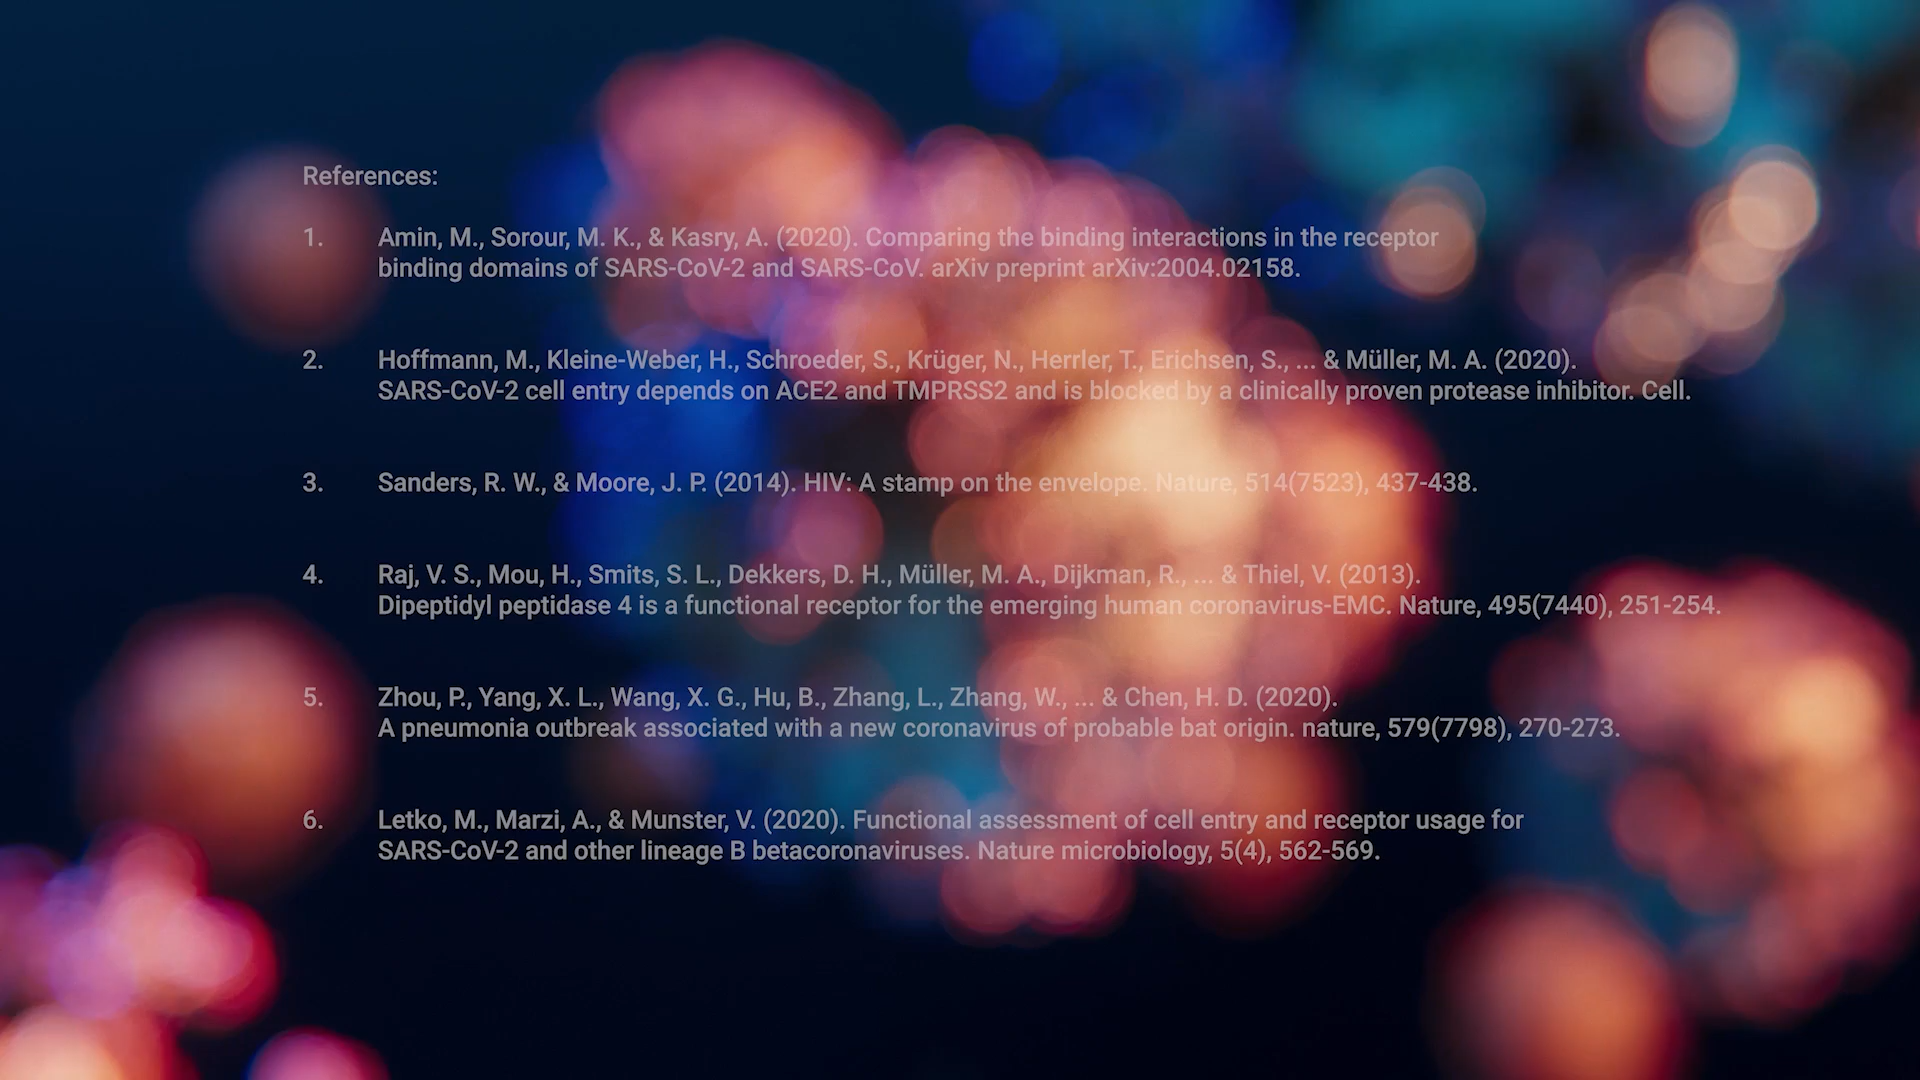 References:
1. Amin, M., Sorour, M. K., & Kasry, A. (2020). Comparing the binding interactions in the receptor
binding domains of SARS-CoV-2 and SARS-CoV. arXiv preprint arXiv:2004.02158.
2. Hoffmann, M., Kleine-Weber, H., Schroeder, S., Krüger, N., Herrler, T., Erichsen, S., ... & Müller, M. A. (2020).
SARS-CoV-2 cell entry depends on ACE2 and TMPRSS2 and is blocked by a clinically proven protease inhibitor. Cell.
3. Sanders, R. W., & Moore, J. P. (2014). HIV: A stamp on the envelope. Nature, 514(7523), 437-438.
4. Raj, V. S., Mou, H., Smits, S. L., Dekkers, D. H., Müller, M. A., Dijkman, R., ... & Thiel, V. (2013).
Dipeptidyl peptidase 4 is a functional receptor for the emerging human coronavirus-EMC. Nature, 495(7440), 251-254.
5. Zhou, P., Yang, X. L., Wang, X. G., Hu, B., Zhang, L., Zhang, W., ... & Chen, H. D. (2020).
A pneumonia outbreak associated with a new coronavirus of probable bat origin. nature, 579(7798), 270-273.
6. Letko, M., Marzi, A., & Munster, V. (2020). Functional assessment of cell entry and receptor usage for
SARS-CoV-2 and other lineage B betacoronaviruses. Nature microbiology, 5(4), 562-569.